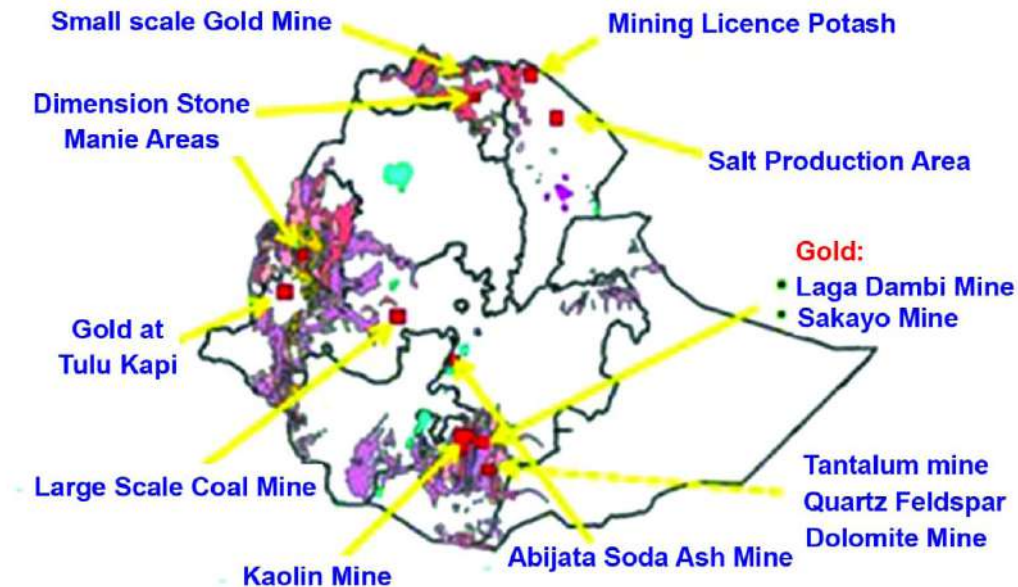 Small scale Gold Mine
Mining Licence Potash
Dimension Stone
Manie Areas
Salt Production Area
Gold:
Laga Dambi Mine
Sakayo Mine
Gold at
Tulu Kapi
Large Scale Coal Mine
Tantalum mine
Quartz Feldspar
Dolomite Mine
Abijata Soda Ash Mine
Kaolin Mine